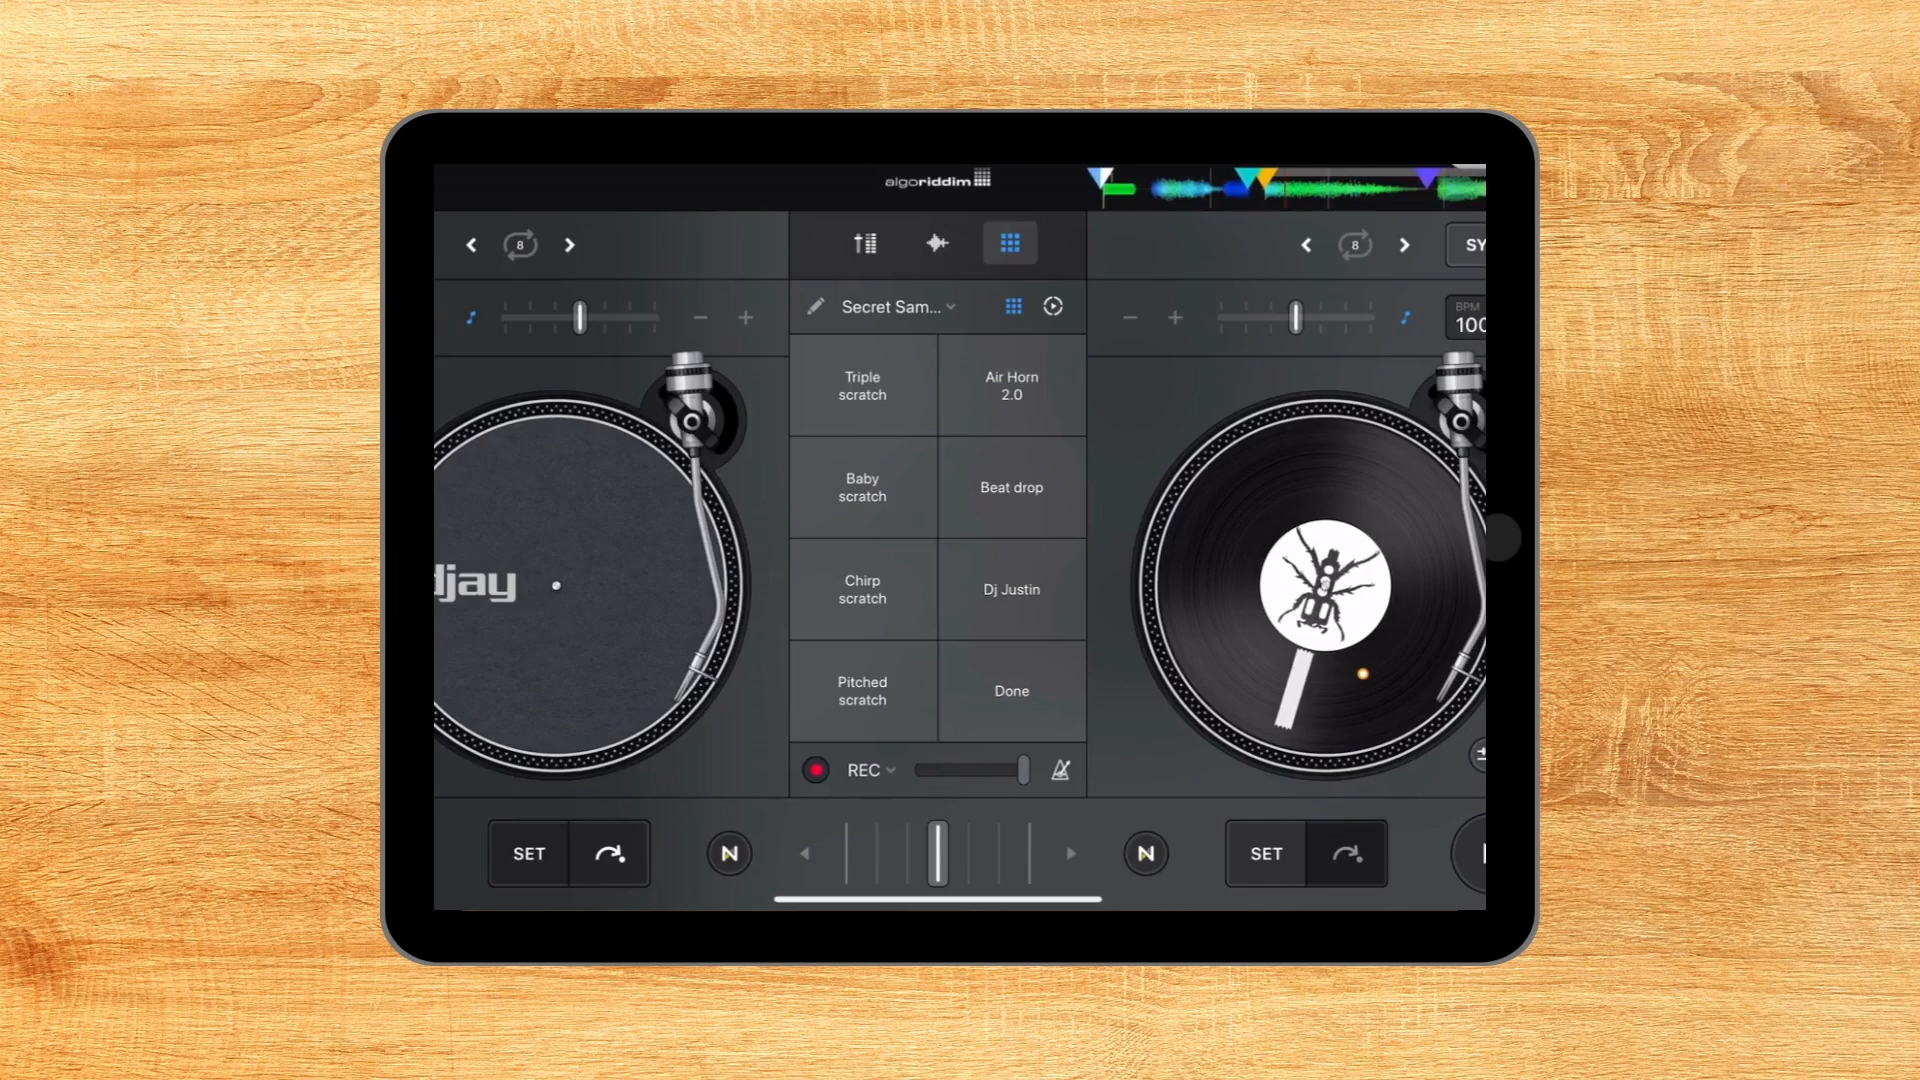 algoriddim
8
8
SY
Secret Sam...
BPM
100
Triple
scratch
Air Horn
2.0
Baby
scratch
Beat drop
djay
Chirp
scratch
Dj Justin
Pitched
scratch
Done
REC
SET
N
N
SET